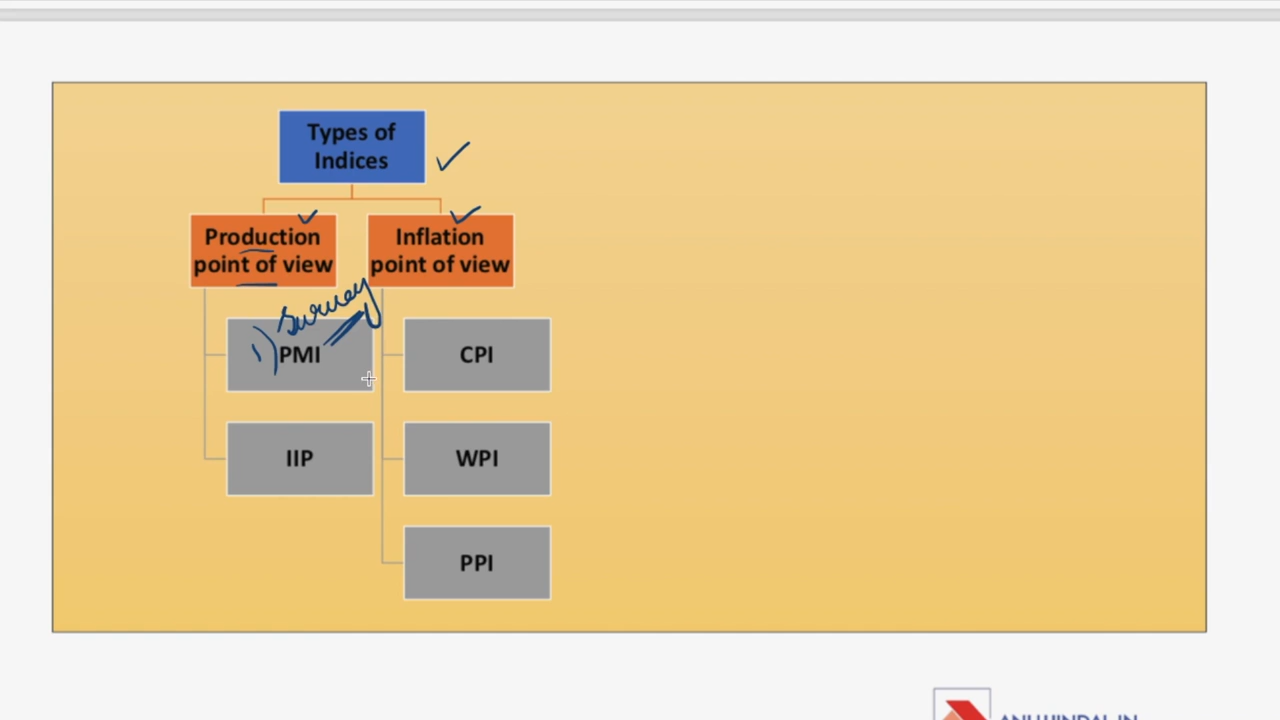 Types of
Indices
Production
point of view
Inflation
point of view
1) Survey
PMI
CPI
IIP
WPI
PPI